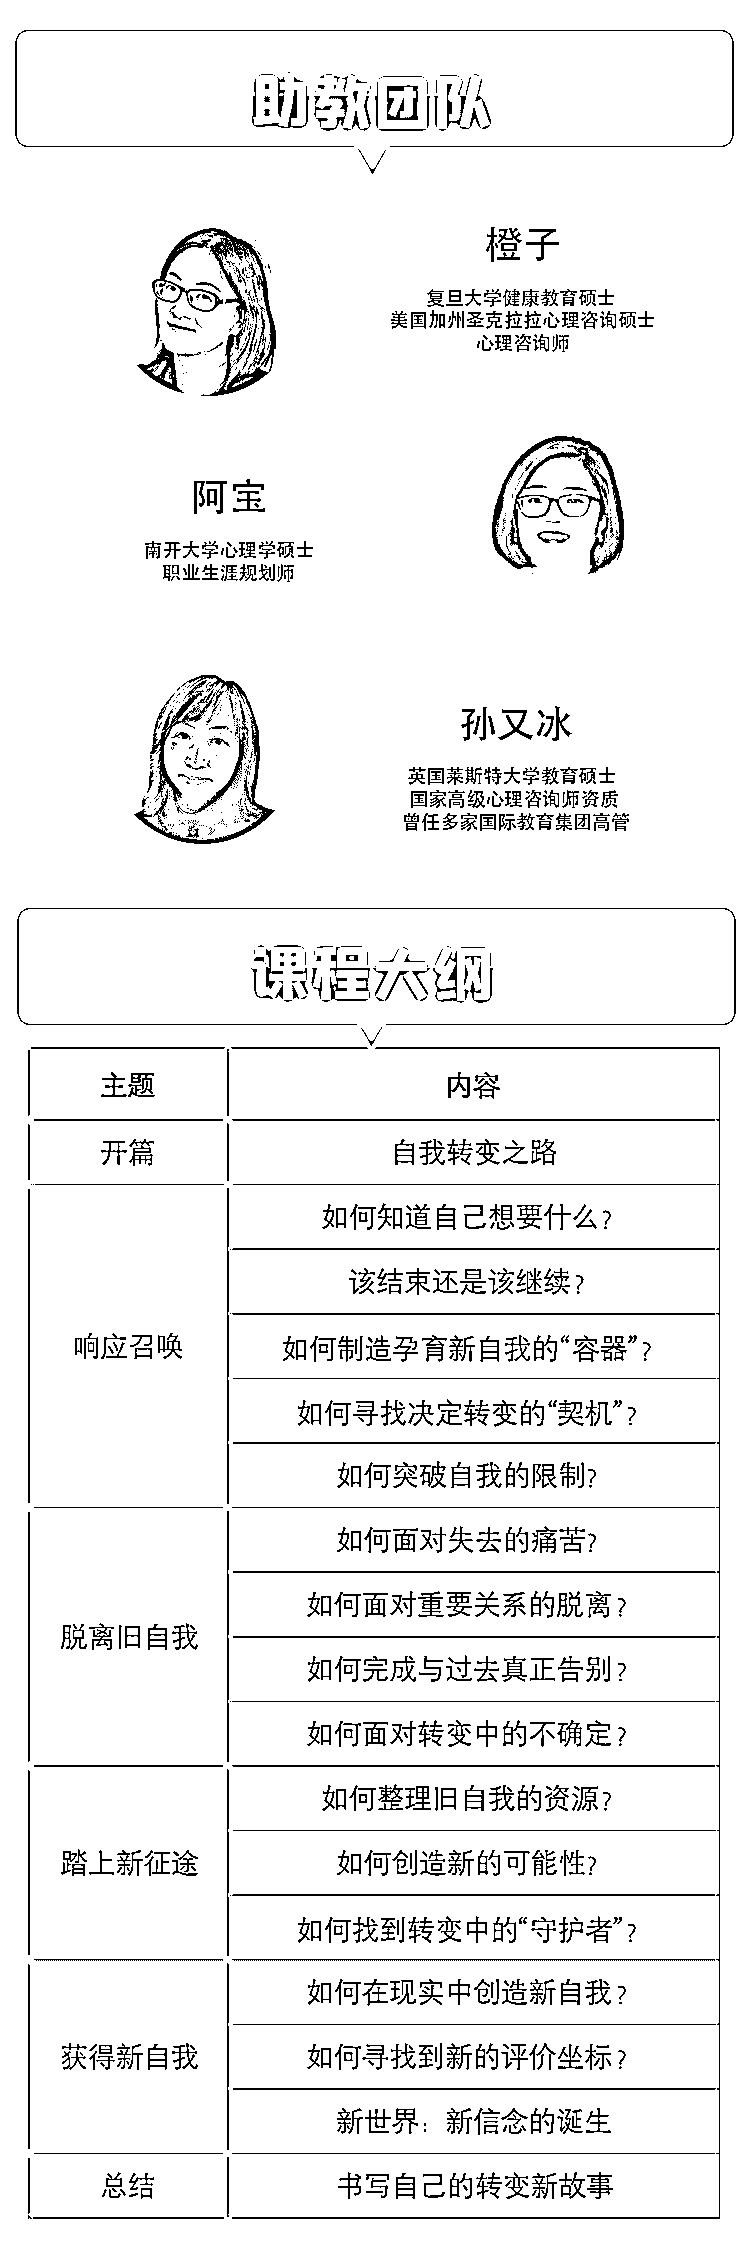 助教团队
橙子
复旦大学健康教育硕士
美国加州圣克拉拉心理咨询硕士
心理咨询师
阿宝
南开大学心理学硕士
职业生涯规划师
孙又冰
英国莱斯特大学教育硕士
国家高级心理咨询师资质
曾任多家国际教育集团高管
课程大纲
主题 内容
开篇 自我转变之路
响应召唤
如何知道自己想要什么？
该结束还是该继续？
如何制造孕育新自我的“容器”？
如何寻找决定转变的“契机”？
如何突破自我的限制?
脱离旧自我
如何面对失去的痛苦?
如何面对重要关系的脱离？
如何完成与过去真正告别？
如何面对转变中的不确定？
踏上新征途
如何整理旧自我的资源？
如何创造新的可能性?
如何找到转变中的“守护者”？
获得新自我
如何在现实中创造新自我？
如何寻找到新的评价坐标？
新世界：新信念的诞生
总结 书写自己的转变新故事